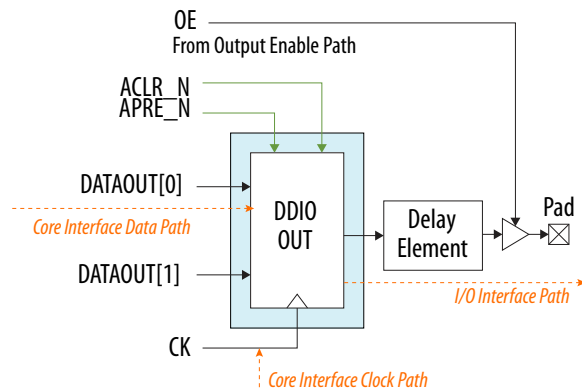 OE
From Output Enable Path
ACLR_N
APRE_N
DATAOUT[0]
Core Interface Data Path
DATAOUT[1]
DDIO
OUT
Delay
Element
Pad
I/O Interface Path
CK
Core Interface Clock Path